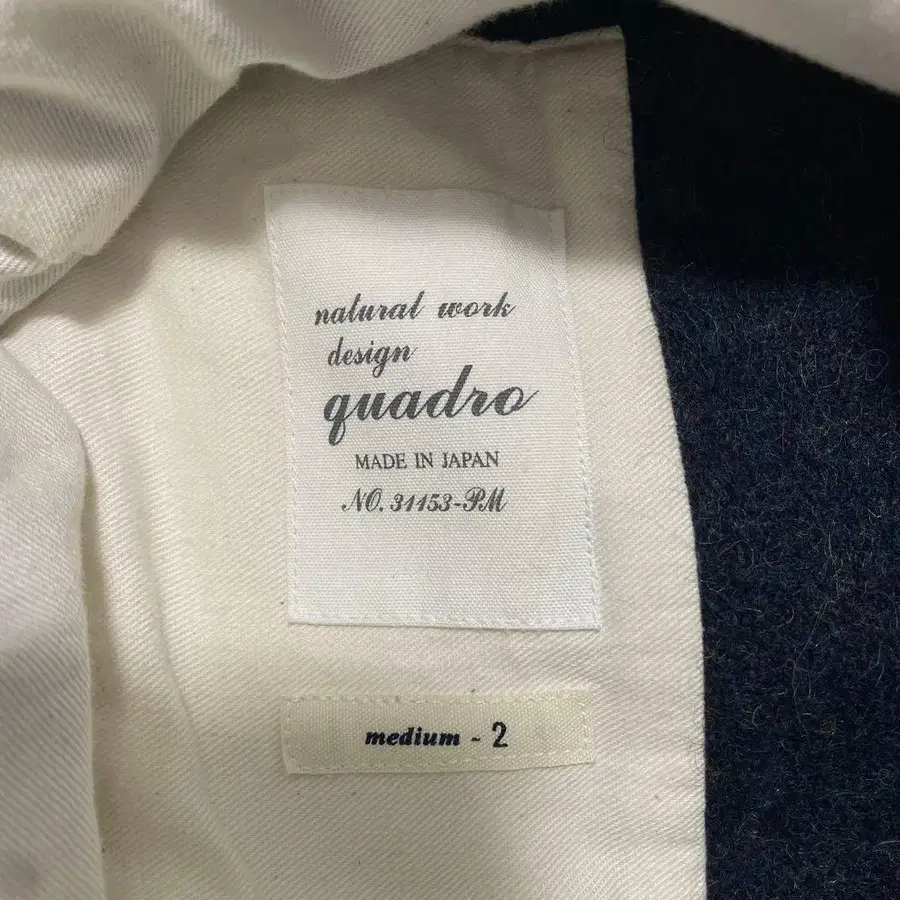 natural work
design
quadro
MADE IN JAPAN
NO. 31153-PM
medium - 2